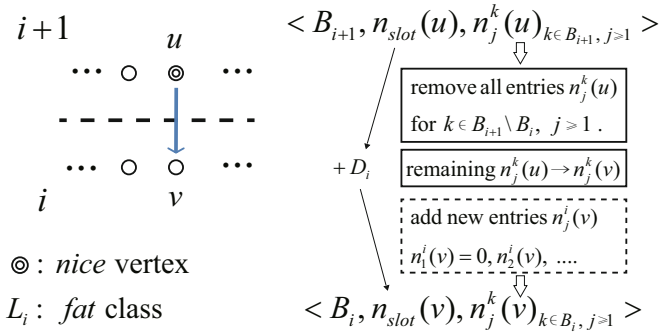 i+1
u
... ...
... ...
i
v
◎ : nice vertex
L_i : fat class
< B_{i+1}, n_{slot}(u), n_j^k(u)_{k∈B_{i+1}, j⩾1} >
remove all entries n_j^k(u)
for k∈B_{i+1} \ B_i, j⩾1 .
+ D_i
remaining n_j^k(u)→n_j^k(v)
add new entries n_j^i(v)
n_1^i(v) = 0, n_2^i(v), ....
< B_i, n_{slot}(v), n_j^k(v)_{k∈B_i, j⩾1} >